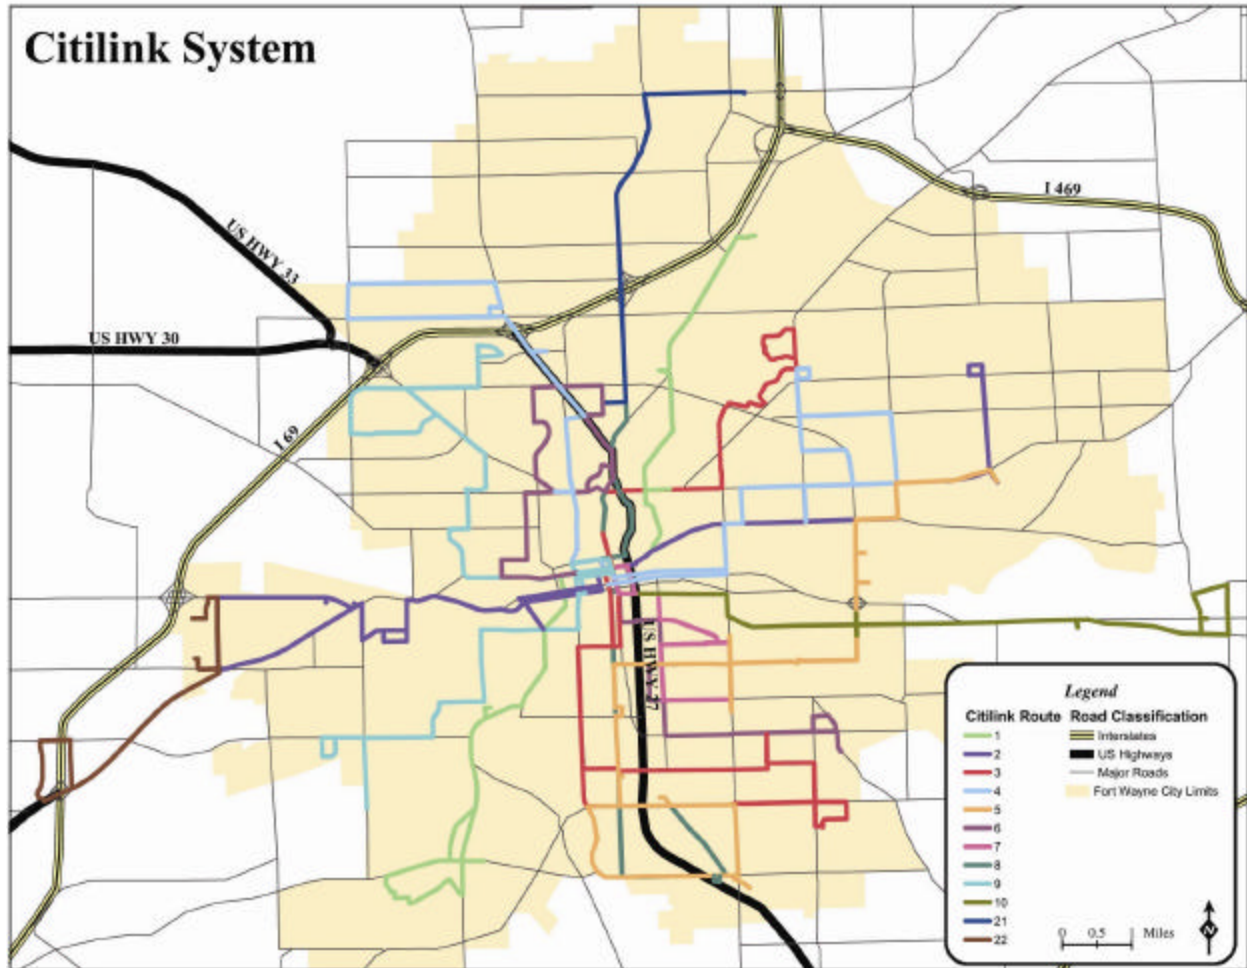 Citilink System
I 469
US HWY 33
US HWY 30
I 69
US HWY 27
Legend
Citilink Route Road Classification
1 Interstates
2 US Highways
3 Major Roads
4 Fort Wayne City Limits
5
6
7
8
9
10
21
22
0 0.5 1 Miles
N